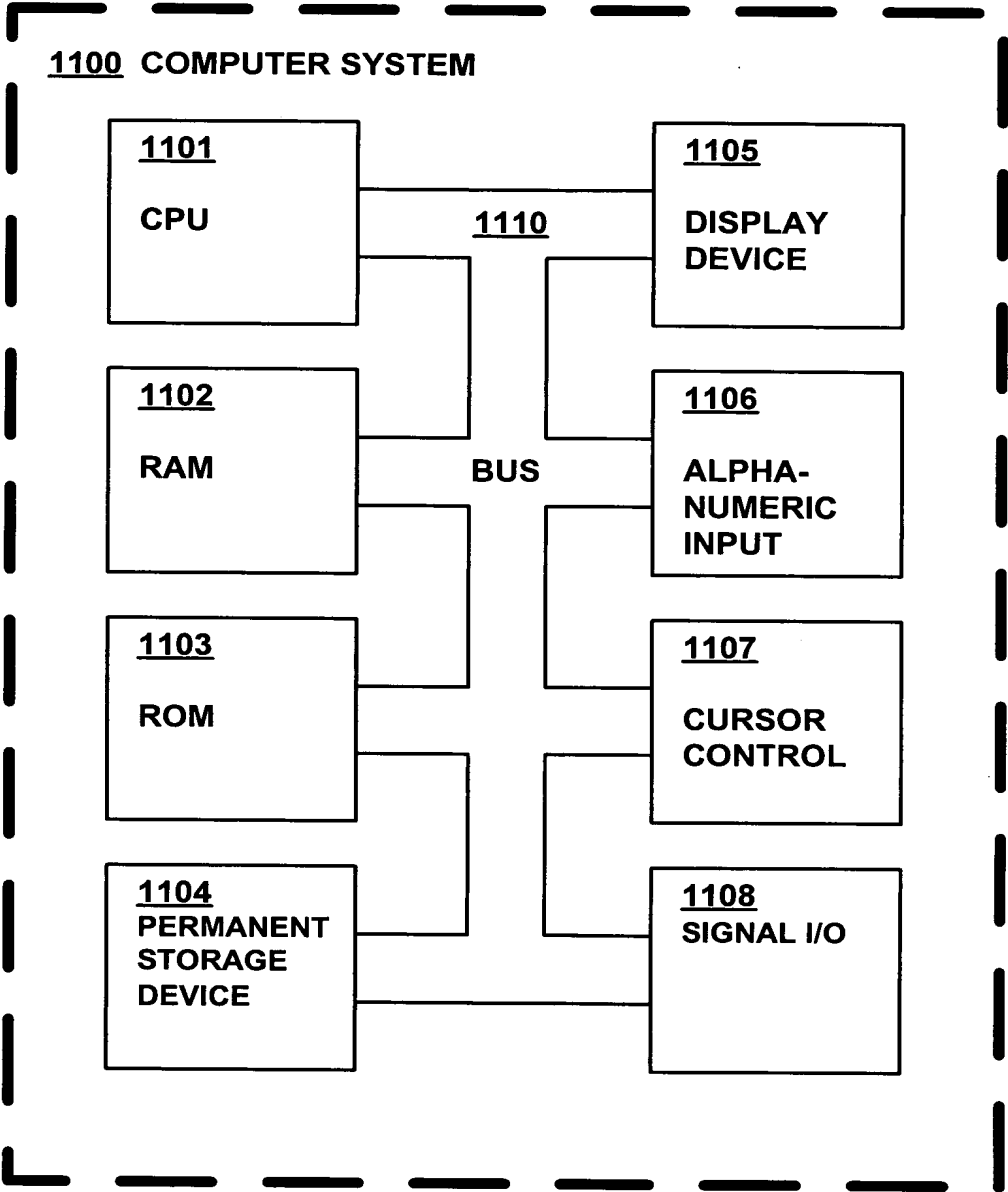 1100 COMPUTER SYSTEM
1101
CPU
1102
RAM
1103
ROM
1104
PERMANENT
STORAGE
DEVICE
1110
BUS
1105
DISPLAY
DEVICE
1106
ALPHA-
NUMERIC
INPUT
1107
CURSOR
CONTROL
1108
SIGNAL I/O